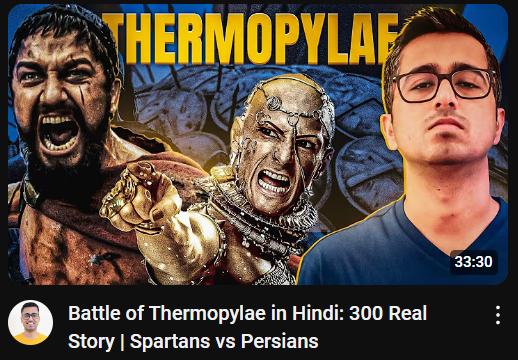 THERMOPYLAE
33:30
Battle of Thermopylae in Hindi: 300 Real
Story | Spartans vs Persians